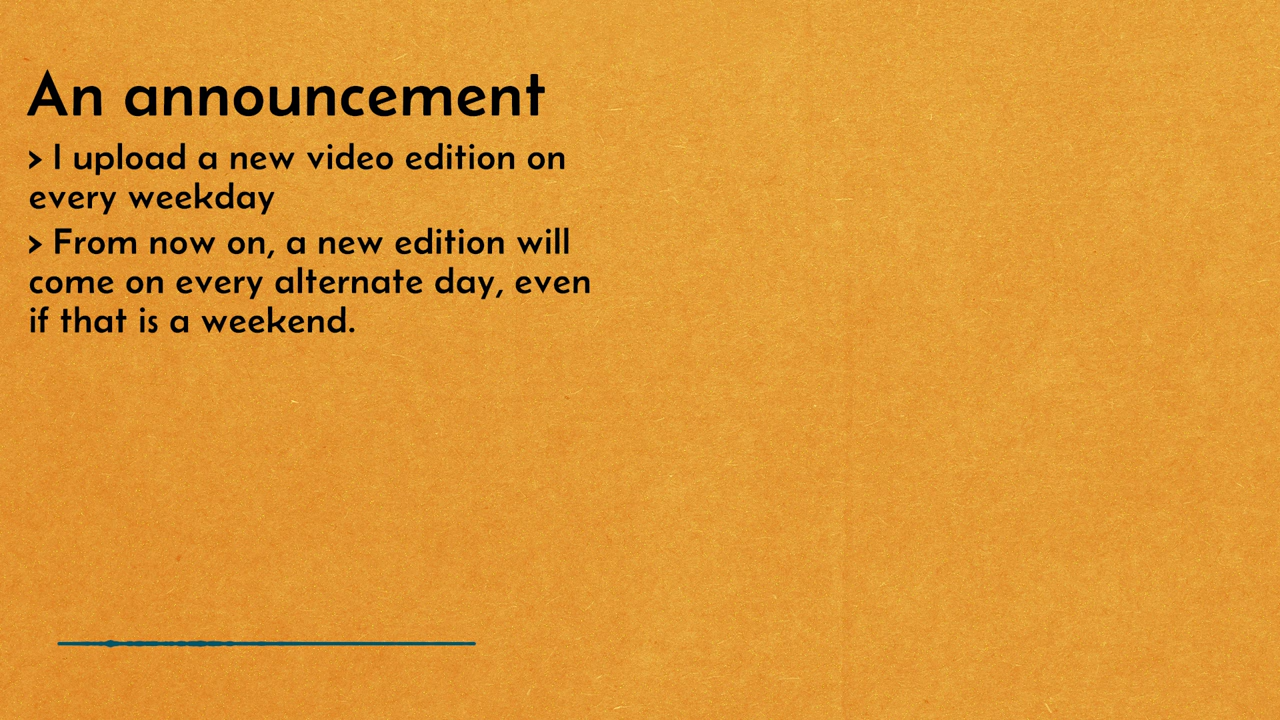 An announcement
> I upload a new video edition on
every weekday
> From now on, a new edition will
come on every alternate day, even
if that is a weekend.